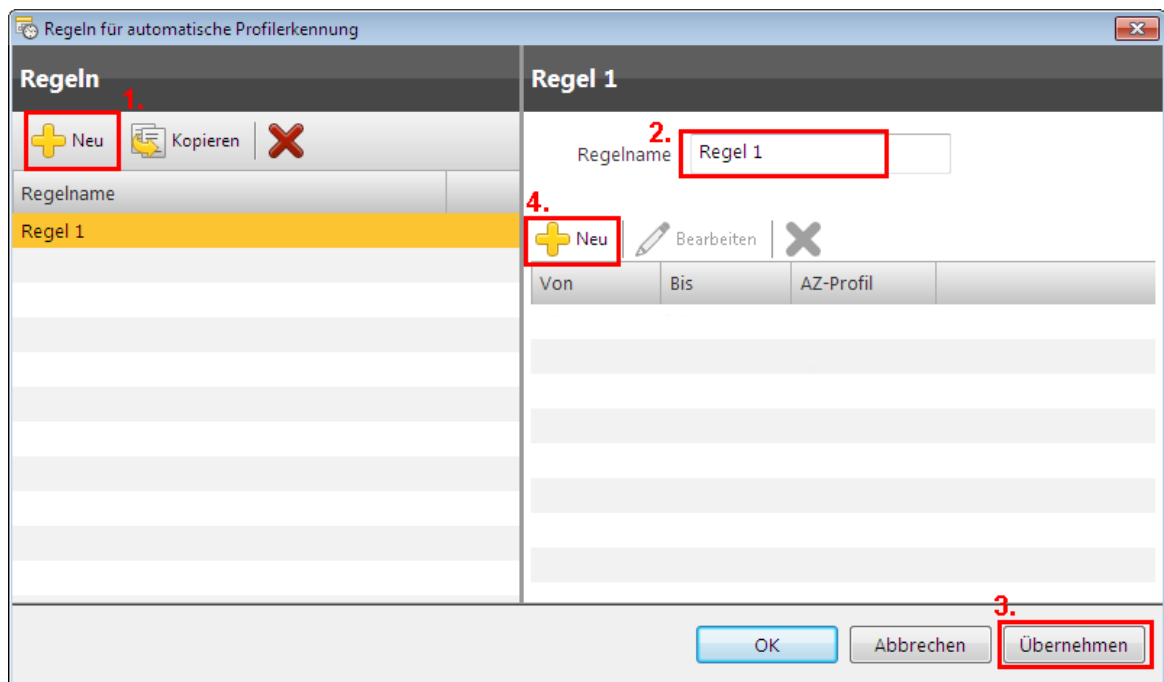 Regeln für automatische Profilerkennung
Regeln
1.
Neu
Kopieren
Regelname
Regel 1
Regel 1
2.
Regelname
Regel 1
4.
Neu
Bearbeiten
Von
Bis
AZ-Profil
3.
OK
Abbrechen
Übernehmen